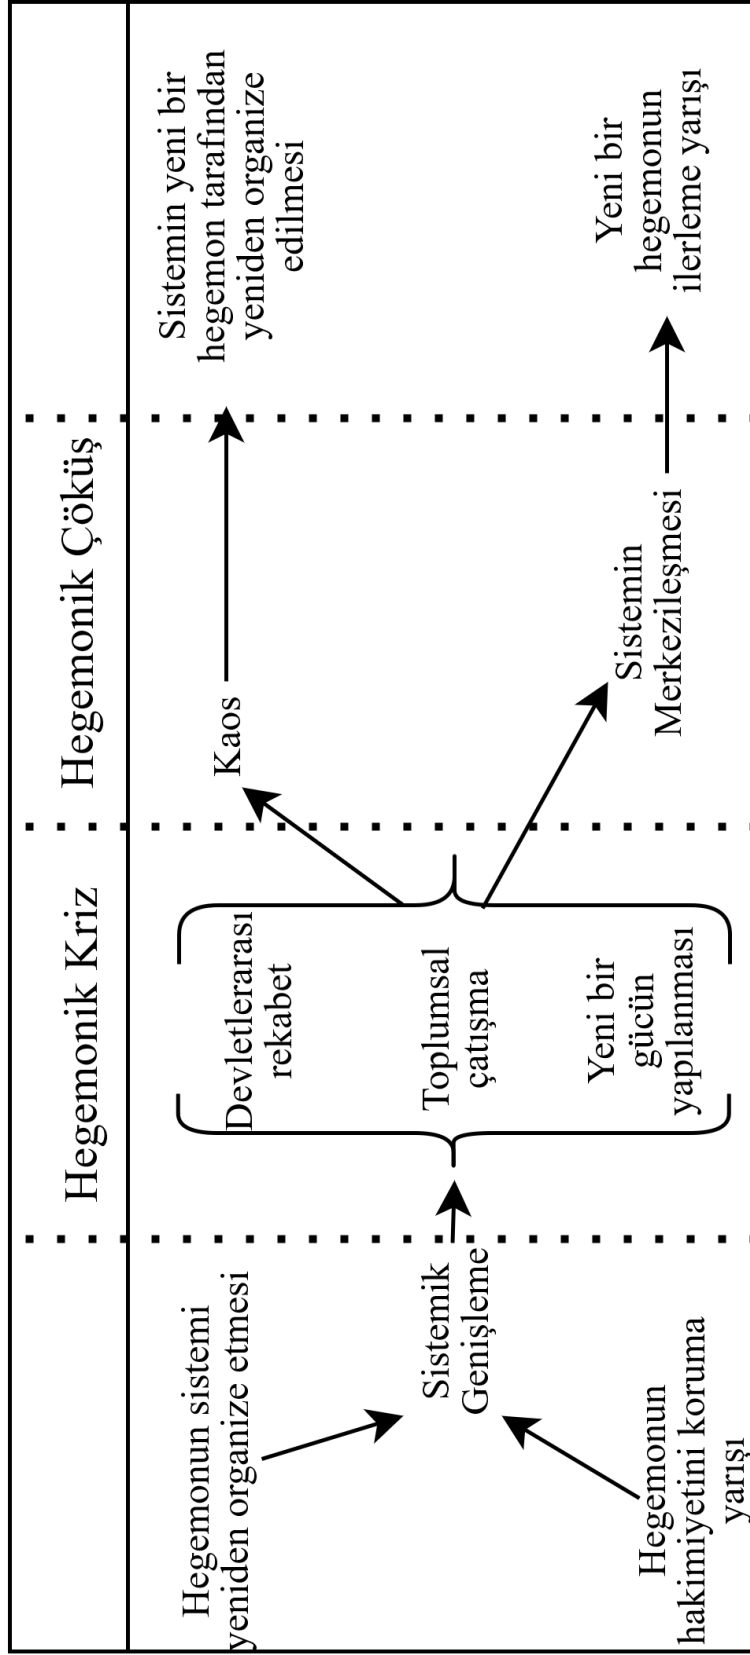 Hegemonik Kriz
Hegemonik Çöküş
Hegemonun sistemi
yeniden organize etmesi
Hegemonun
hakimiyetini koruma
yarışı
Sistemik
Genişleme
Devletlerarası
rekabet
Toplumsal
çatışma
Yeni bir
gücün
yapılanması
Kaos
Sistemin
Merkezileşmesi
Sistemin yeni bir
hegemon tarafından
yeniden organize
edilmesi
Yeni bir
hegemonun
ilerleme yarışı